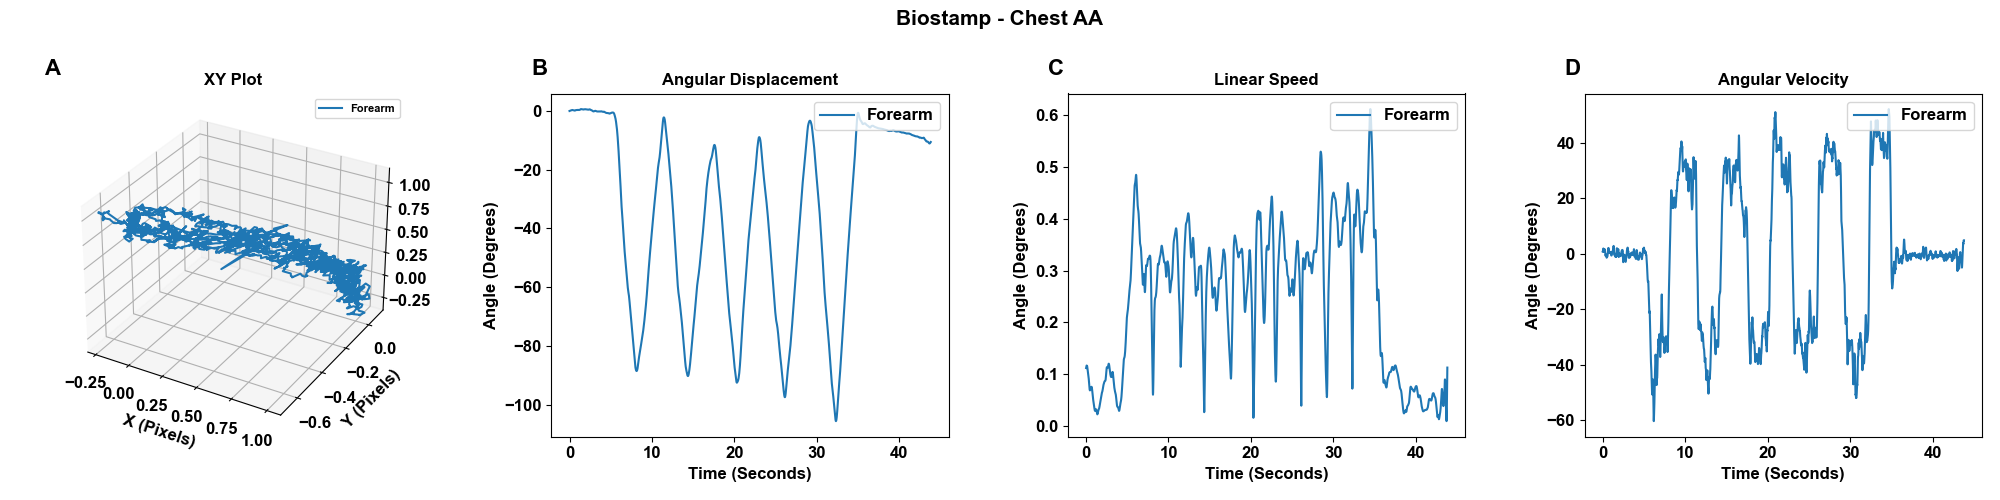 Biostamp - Chest AA
A
XY Plot
Forearm
1.00
0.75
0.50
0.25
0.00
−0.25
0.0
−0.2
−0.4
−0.6
Y (Pixels)
−0.25
0.00
0.25
0.50
0.75
1.00
X (Pixels)
B
Angular Displacement
Forearm
Angle (Degrees)
0
−20
−40
−60
−80
−100
0 10 20 30 40
Time (Seconds)
C
Linear Speed
Forearm
Angle (Degrees)
0.6
0.5
0.4
0.3
0.2
0.1
0.0
0 10 20 30 40
Time (Seconds)
D
Angular Velocity
Forearm
Angle (Degrees)
40
20
0
−20
−40
−60
0 10 20 30 40
Time (Seconds)